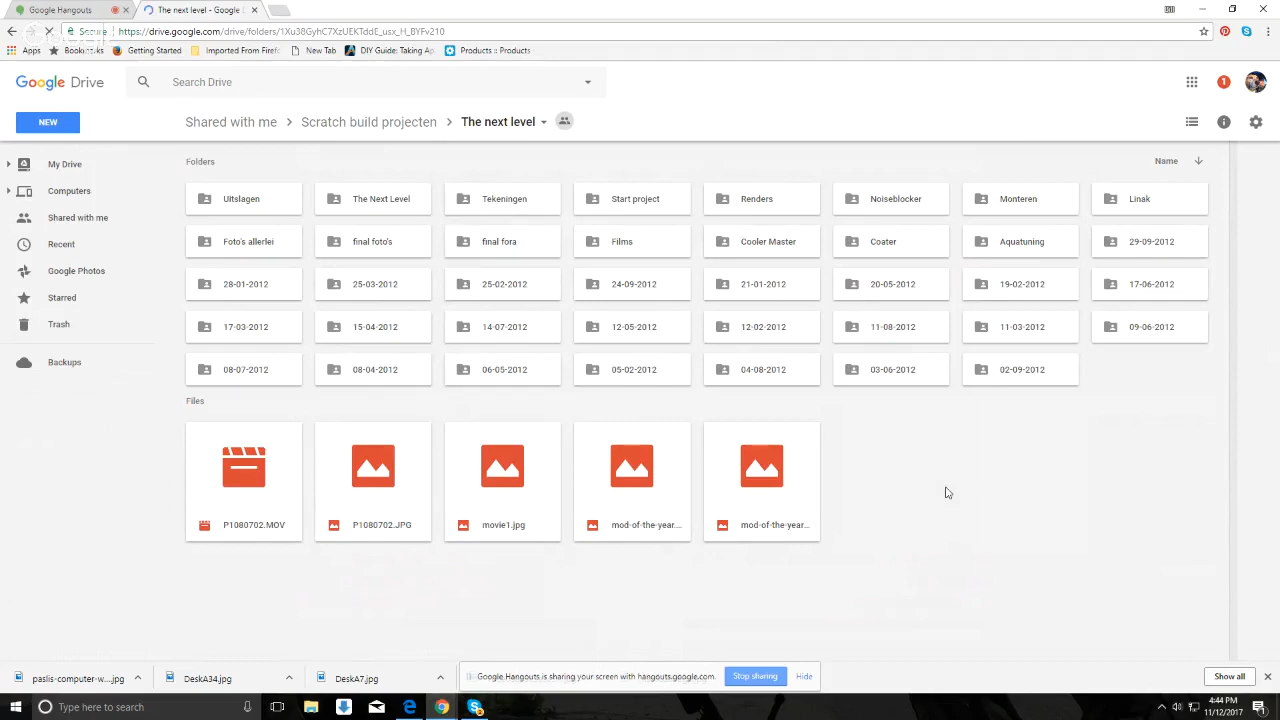 Google Hangouts
The next level - Google
Secure
https://drive.google.com/drive/folders/1Xu38GyhC7XzUEKTddE_usx_H_BYFv210
Apps
Bookmarks
Getting Started
Imported From Firef
New Tab
DIY Guide: Taking Ap
Products :: Products
Google Drive
Search Drive
1
NEW
Shared with me > Scratch build projecten > The next level
My Drive
Computers
Shared with me
Recent
Google Photos
Starred
Trash
Backups
Folders
Name
Uitslagen
The Next Level
Tekeningen
Start project
Renders
Noiseblocker
Monteren
Linak
Foto's allerlei
final foto's
final fora
Films
Cooler Master
Coater
Aquatuning
29-09-2012
28-01-2012
25-03-2012
25-02-2012
24-09-2012
21-01-2012
20-05-2012
19-02-2012
17-06-2012
17-03-2012
15-04-2012
14-07-2012
12-05-2012
12-02-2012
11-08-2012
11-03-2012
09-06-2012
08-07-2012
08-04-2012
06-05-2012
05-02-2012
04-08-2012
03-06-2012
02-09-2012
Files
P1080702.MOV
P1080702.JPG
movie1.jpg
mod-of-the-year...
mod-of-the-year...
paslis-computer-w...jpg
DeskA34.jpg
DeskA7.jpg
Google Hangouts is sharing your screen with hangouts.google.com.
Stop sharing
Hide
Show all
Type here to search
4:44 PM
11/12/2017